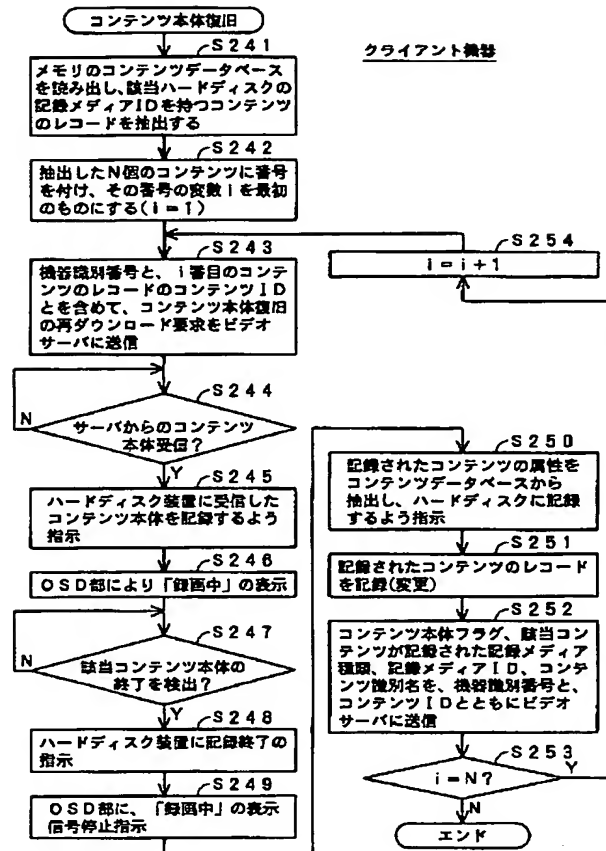 コンテンツ本体復旧
クライアント機器
S241
メモリのコンテンツデータベース
を読み出し、該当ハードディスクの
記録メディアIDを持つコンテンツ
のレコードを抽出する
S242
抽出したN個のコンテンツに番号
を付け、その番号の変数iを最初
のものにする(i=1)
S243
機器識別番号と、i番目のコンテ
ンツのレコードのコンテンツID
とを含めて、コンテンツ本体復旧
の再ダウンロード要求をビデオ
サーバに送信
S244
サーバからのコンテンツ
本体受信?
N
Y
S245
ハードディスク装置に受信した
コンテンツ本体を記録するよう
指示
S246
OSD部により「録画中」の表示
S247
該当コンテンツ本体の
終了を検出?
N
Y
S248
ハードディスク装置に記録終了の
指示
S249
OSD部に、「録画中」の表示
信号停止指示
S250
記録されたコンテンツの属性を
コンテンツデータベースから
抽出し、ハードディスクに記録
するよう指示
S251
記録されたコンテンツのレコード
を記録(変更)
S252
コンテンツ本体フラグ、該当コン
テンツが記録された記録メディア
種類、記録メディアID、コンテン
ツ識別名を、機器識別番号と、
コンテンツIDとともにビデオ
サーバに送信
S253
i=N?
Y
N
エンド
S254
i=i+1